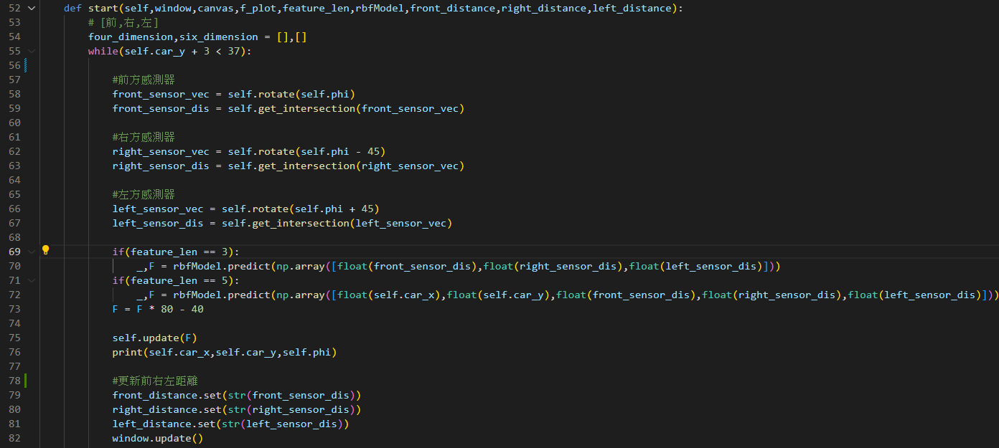 52 def start(self,window,canvas,f_plot,feature_len,rbfModel,front_distance,right_distance,left_distance):
53 # [前,右,左]
54 four_dimension,six_dimension = [],[]
55 while(self.car_y + 3 < 37):
56
57 #前方感測器
58 front_sensor_vec = self.rotate(self.phi)
59 front_sensor_dis = self.get_intersection(front_sensor_vec)
60
61 #右方感測器
62 right_sensor_vec = self.rotate(self.phi - 45)
63 right_sensor_dis = self.get_intersection(right_sensor_vec)
64
65 #左方感測器
66 left_sensor_vec = self.rotate(self.phi + 45)
67 left_sensor_dis = self.get_intersection(left_sensor_vec)
68
69 if(feature_len == 3):
70 _,F = rbfModel.predict(np.array([float(front_sensor_dis),float(right_sensor_dis),float(left_sensor_dis)]))
71 if(feature_len == 5):
72 _,F = rbfModel.predict(np.array([float(self.car_x),float(self.car_y),float(front_sensor_dis),float(right_sensor_dis),float(left_sensor_dis)]))
73 F = F * 80 - 40
74
75 self.update(F)
76 print(self.car_x,self.car_y,self.phi)
77
78 #更新前右左距離
79 front_distance.set(str(front_sensor_dis))
80 right_distance.set(str(right_sensor_dis))
81 left_distance.set(str(left_sensor_dis))
82 window.update()